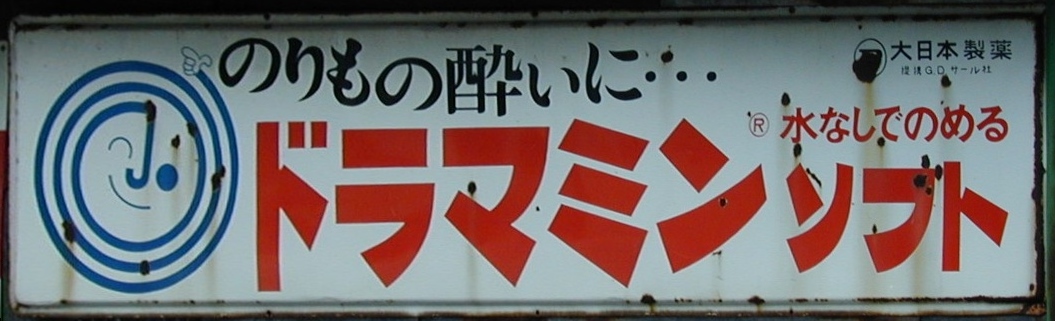 のりもの酔いに・・・
大日本製薬
提携G.D.サール社
®水なしでのめる
ドラマミンソフト